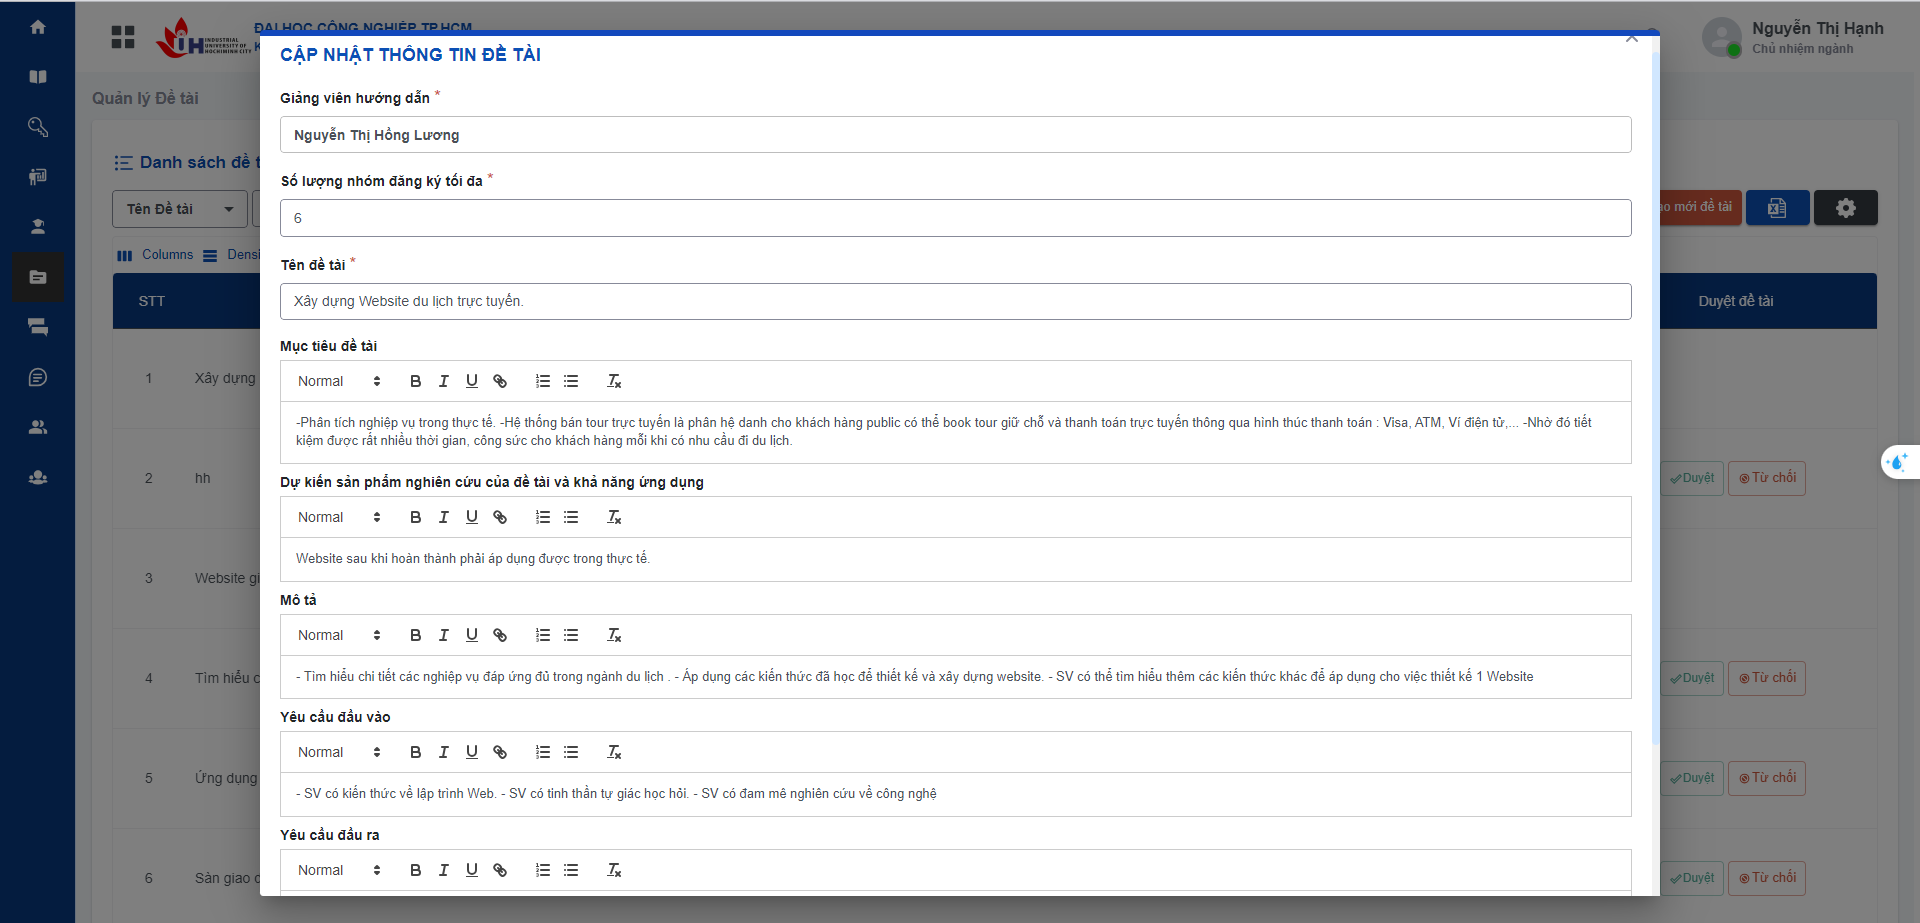 ĐẠI HỌC CÔNG NGHIỆP TP.HCM
INDUSTRIAL
UNIVERSITY OF
HOCHIMINH CITY
Nguyễn Thị Hạnh
Chủ nhiệm ngành
Quản lý Đề tài
Danh sách đề
Tên Đề tài
mới đề tài
Columns
STT
Duyệt đề tài
1
Xây dựng
2
hh
Duyệt
Từ chối
3
Website
4
Tìm hiểu
Duyệt
Từ chối
5
Ứng dụng
Duyệt
Từ chối
6
Sàn giao
Duyệt
Từ chối
CẬP NHẬT THÔNG TIN ĐỀ TÀI
Giảng viên hướng dẫn *
Nguyễn Thị Hồng Lương
Số lượng nhóm đăng ký tối đa *
6
Tên đề tài *
Xây dựng Website du lịch trực tuyến.
Mục tiêu đề tài
Normal
-Phân tích nghiệp vụ trong thực tế. -Hệ thống bán tour trực tuyến là phân hệ danh cho khách hàng public có thể book tour giữ chỗ và thanh toán trực tuyến thông qua hình thúc thanh toán : Visa, ATM, Ví điện tử,... -Nhờ đó tiết
kiệm được rất nhiều thời gian, công sức cho khách hàng mỗi khi có nhu cầu đi du lịch.
Dự kiến sản phẩm nghiên cứu của đề tài và khả năng ứng dụng
Normal
Website sau khi hoàn thành phải áp dụng được trong thực tế.
Mô tả
Normal
- Tìm hiểu chi tiết các nghiệp vụ đáp ứng đủ trong ngành du lịch . - Áp dụng các kiến thức đã học để thiết kế và xây dựng website. - SV có thể tìm hiểu thêm các kiến thức khác để áp dụng cho việc thiết kế 1 Website
Yêu cầu đầu vào
Normal
- SV có kiến thức về lập trình Web. - SV có tinh thần tự giác học hỏi. - SV có đam mê nghiên cứu về công nghệ
Yêu cầu đầu ra
Normal